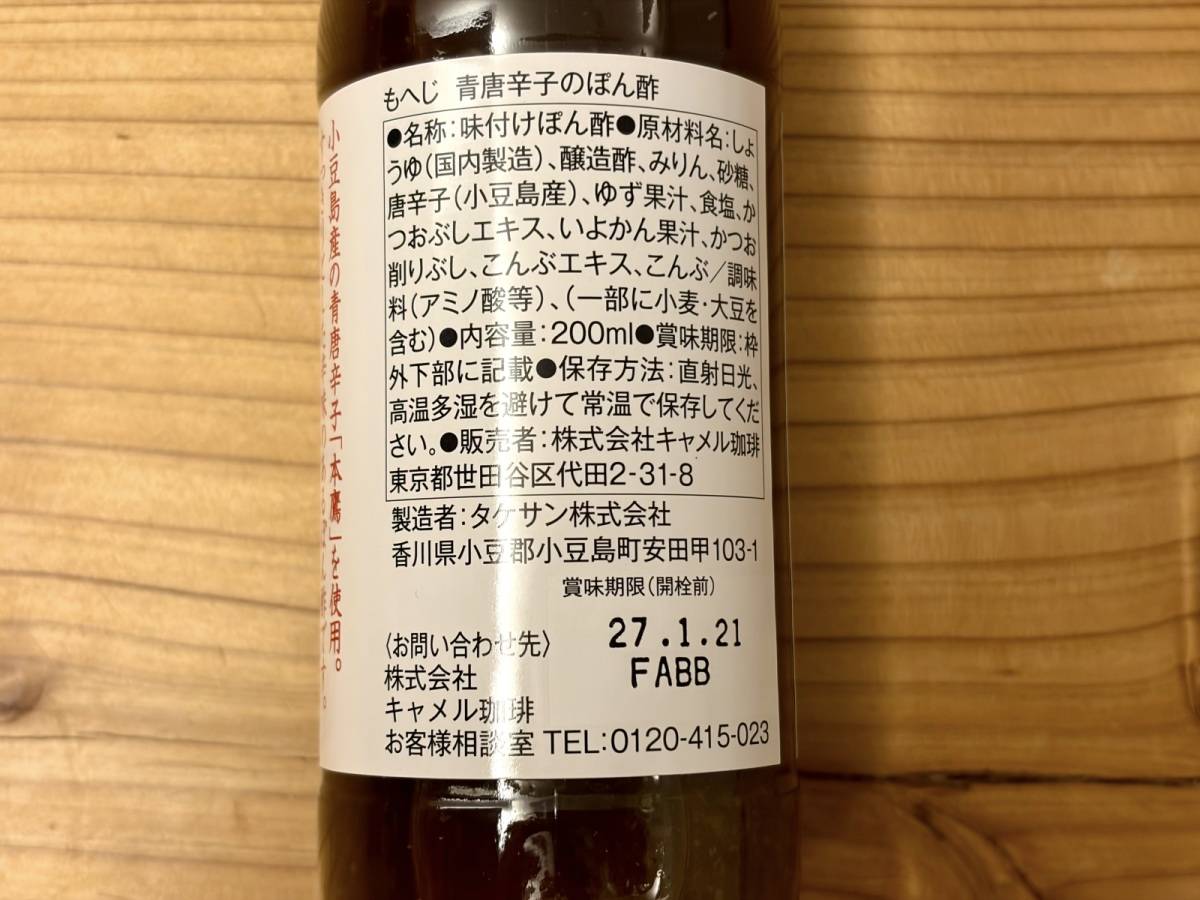 もへじ 青唐辛子のぽん酢
●名称:味付けぽん酢●原材料名:しょ
うゆ(国内製造)、醸造酢、みりん、砂糖、
唐辛子(小豆島産)、ゆず果汁、食塩、か
つおぶしエキス、いよかん果汁、かつお
削りぶし、こんぶエキス、こんぶ/調味
料(アミノ酸等)、(一部に小麦・大豆を
含む)●内容量:200ml●賞味期限:枠
外下部に記載●保存方法:直射日光、
高温多湿を避けて常温で保存してくだ
さい。●販売者:株式会社キャメル珈琲
東京都世田谷区代田2-31-8
製造者:タケサン株式会社
香川県小豆郡小豆島町安田甲103-1
賞味期限(開栓前)
27.1.21
FABB
〈お問い合わせ先〉
株式会社
キャメル珈琲
お客様相談室 TEL:0120-415-023
小豆島産の青唐辛子「本鷹」を使用。